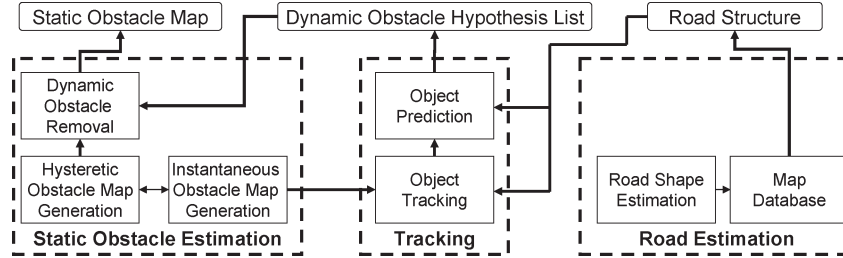 Static Obstacle Map
Dynamic Obstacle Hypothesis List
Road Structure
Dynamic
Obstacle
Removal
Object
Prediction
Hysteretic
Obstacle Map
Generation
Instantaneous
Obstacle Map
Generation
Object
Tracking
Road Shape
Estimation
Map
Database
Static Obstacle Estimation
Tracking
Road Estimation